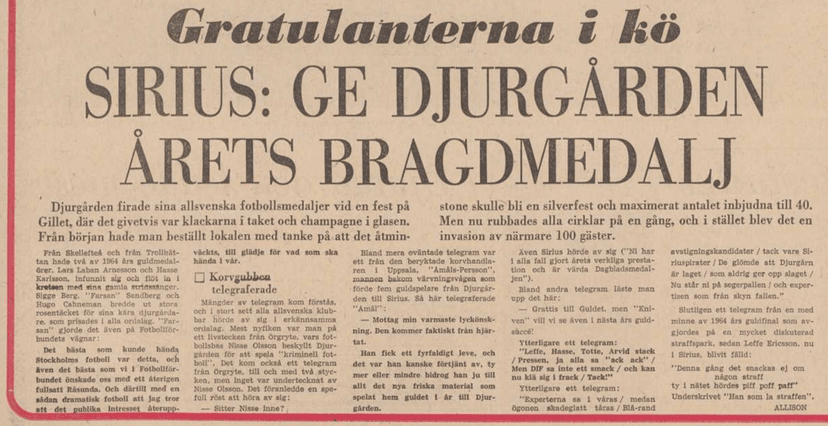 Gratulanterna i kö
SIRIUS: GE DJURGÅRDEN
ÅRETS BRAGDMEDALJ
Djurgården firade sina allsvenska fotbollsmedaljer vid en fest på
Gillet, där det givetvis var klackarna i taket och champagne i glasen.
Från början hade man beställt lokalen med tanke på att det åtmin-
stone skulle bli en silverfest och maximerat antalet inbjudna till 40.
Men nu rubbades alla cirklar på en gång, och i stället blev det en
invasion av närmare 100 gäster.
Från Skellefteå och från Trollhät-
tan hade två av 1964 års guldmedal-
örer. Lars Laban Arnesson och Hasse
Karlsson, infunnit sig och flöt la i
kretsen med sina gamla stridssånger.
Sigge Berg, "Farsan" Sandberg och
Hugo Cahneman bredde ut stora
rosentäcket för sina kära djurgårda-
re, som prisades i alla ordalag. "Far-
san" gjorde det även på Fotbollför-
bundets vägnar:
Det bästa som kunde hända
Stockholms fotboll var detta, och
även det bästa som vi i Fotbollför-
bundet önskade oss med ett återigen
fullsatt Råsunda. Och därtill med en
sådan dramatisk fotboll att jag tror
att det publika intresset återupp-
väckts, till glädje för vad som ska
hända i vår.
Korvgubben
telegraferade
Mängder av telegram kom förstås,
och i stort sett alla allsvenska klub-
bar hörde av sig i erkännsamma
ordalag. Mest nyfiken var man på
ett livstecken från Örgryte, vars fot-
bollsbas Nisse Olsson beskyllt Djur-
gården för att spela "kriminell fot-
boll". Det kom också ett telegram
från Örgryte, till och med två styc-
ken, men inget var undertecknat av
Nisse Olsson. Det föranledde en spe-
full röst att höra av sig:
— Sitter Nisse inne?
Bland mera eväntade telegram var
ett från den beryktade korvhandla-
ren i Uppsala, "Åmåls-Persson",
mannen bakom värvningsvägen som
förde fem guldspelare från Djurgår-
den till Sirius. Så här telegraferade
"Åmål":
— Mottag min varmaste lyckönsk-
ning. Den kommer faktiskt från hjär-
tat.
Han fick ett fyrfaldigt leve, och
det var han kanske förtjänt av, ty
mer eller mindre bidrog han ju till
allt det nya friska material som
spelat hem guldet i år till Djur-
gården.
Även Sirius hörde av sig ("Ni har
i alla fall gjort årets verkliga presta-
tion och är värda Dagbladsmedal-
jen").
Bland andra telegram läste man
upp det här:
— Grattis till Guldet, men "Kni-
ven" vill vi se även i nästa års guld-
succé!
Ytterligare ett telegram:
"Leffe, Hasse, Totte, Arvid stack
/ Pressen, ja alla sa "ack ack" /
Men DIF sa inte ett smack / och kan
nu klä sig i frack / Tack!"
Ytterligare ett telegram:
"Experterna sa i våras / medan
ögonen skadeglatt tåras / Blå-rand
avstigningskandidater / tack vare Si-
riuspirater / De glömde att Djurgårn
är laget / som aldrig ger opp slaget /
Nu står ni på segerpallen / och exper-
tisen som från skyn fallen."
Slutligen ett telegram från en med
minne av 1964 års guldfinal som av-
gjordes på en mycket diskuterad
straffspark, sedan Leffe Ericsson, nu
i Sirius, blivit fälld:
"Denna gång det snackas ej om
någon straff
ty i nätet hördes piff poff paff"
Underskrivet "Han som la straffen".
ALLISON